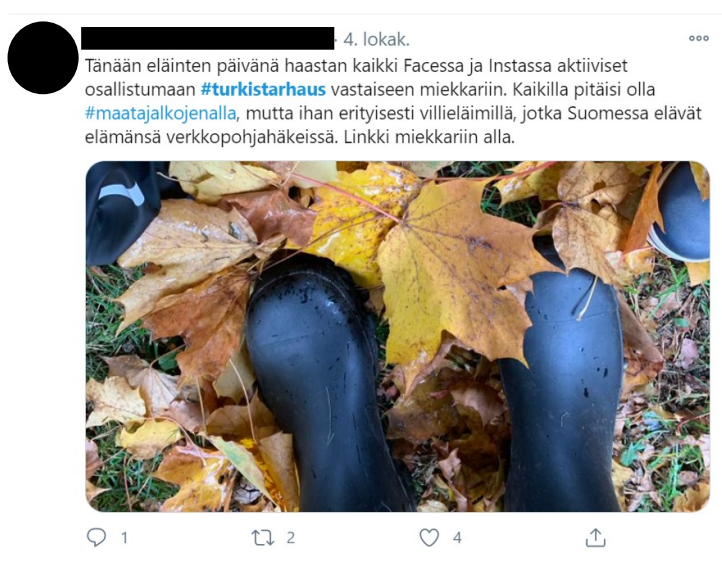 · 4. lokak.
Tänään eläinten päivänä haastan kaikki Facessa ja Instassa aktiiviset
osallistumaan #turkistarhaus vastaiseen miekkariin. Kaikilla pitäisi olla
#maatajalkojenalla, mutta ihan erityisesti villieläimillä, jotka Suomessa elävät
elämänsä verkkopohjahäkeissä. Linkki miekkariin alla.
1 2 4